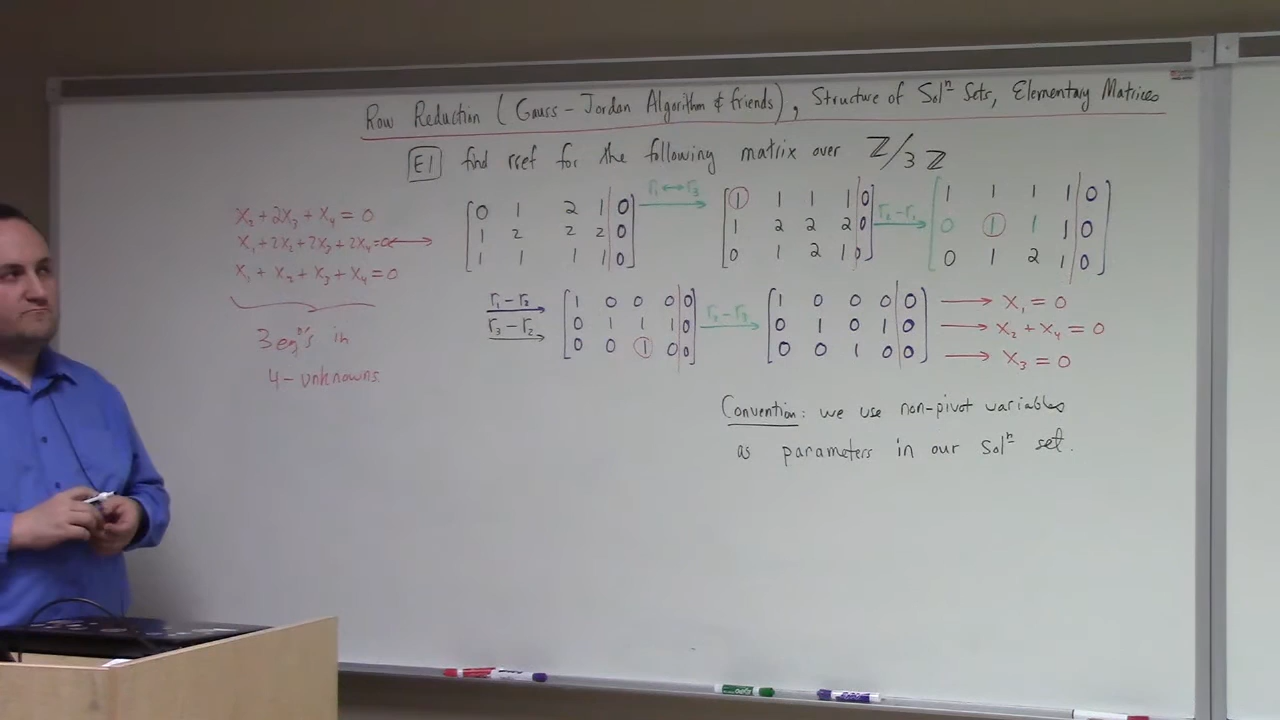 Row Reduction (Gauss-Jordan Algorithm & friends), Structure of Solⁿ Sets, Elementary Matrices
E1 find rref for the following matrix over ℤ/3ℤ
x₂ + 2x₃ + x₄ = 0
x₁ + 2x₂ + 2x₃ + 2x₄ = 0
x₁ + x₂ + x₃ + x₄ = 0
3 eqⁿ's in
4-unknowns.
0 1 2 1 | 0
1 2 2 2 | 0
1 1 1 1 | 0
r₁ ↔ r₃
1 1 1 1 | 0
1 2 2 2 | 0
0 1 2 1 | 0
r₂ - r₁
1 1 1 1 | 0
0 1 1 1 | 0
0 1 2 1 | 0
r₁ - r₂
r₃ - r₂
1 0 0 0 | 0
0 1 1 1 | 0
0 0 1 0 | 0
r₂ - r₃
1 0 0 0 | 0
0 1 0 1 | 0
0 0 1 0 | 0
x₁ = 0
x₂ + x₄ = 0
x₃ = 0
Convention: we use non-pivot variables
as parameters in our solⁿ set.